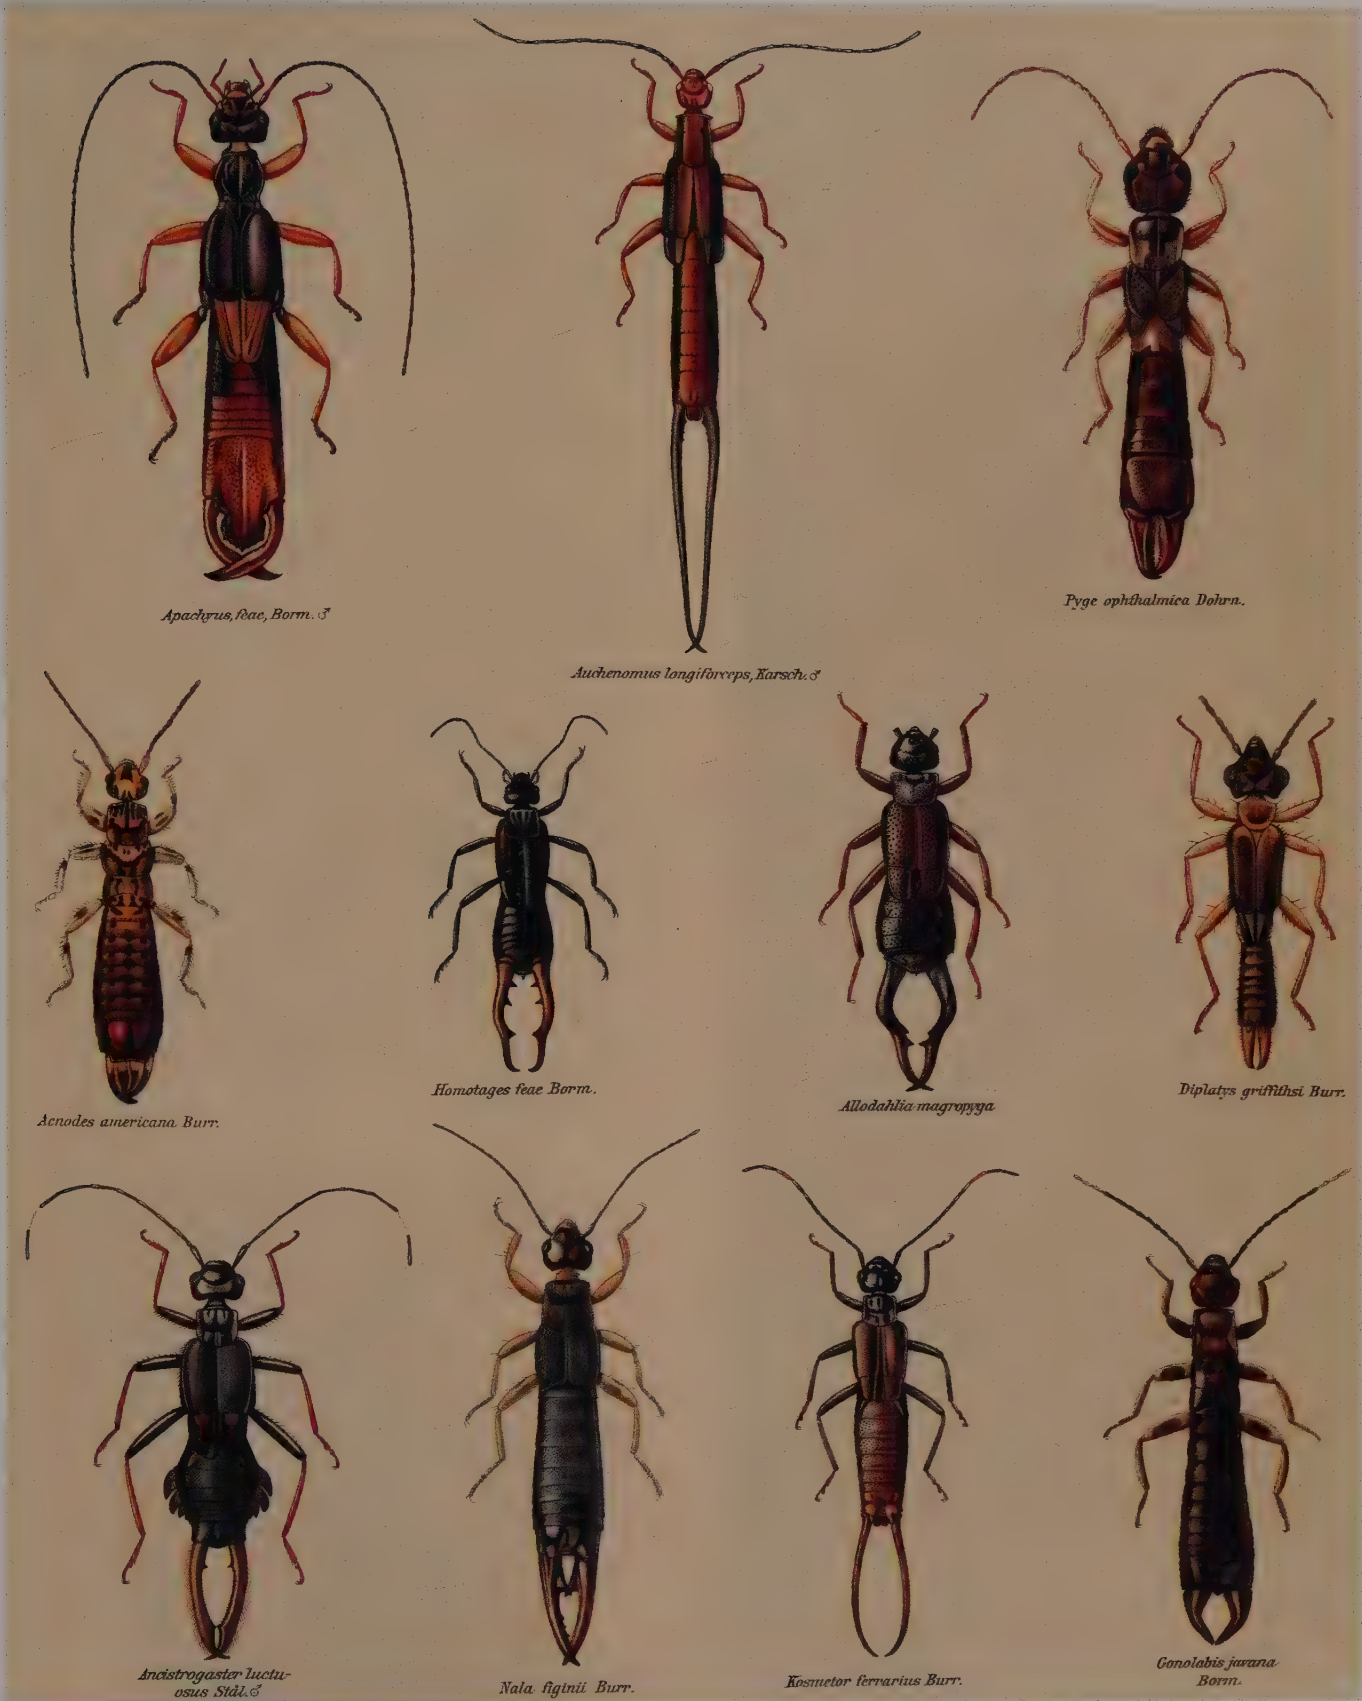 Apachyus, feae, Borm. ♂
Auchenomus longiforceps, Karsch. ♂
Pyge ophthalmica Dohrn.
Acnodes americana Burr.
Homotages feae Borm.
Allodahlia magropyga
Diplatys griffithsi Burr.
Ancistrogaster luctu-
osus Stål. ♂
Nala figinii Burr.
Kosmetor ferrarius Burr.
Gonolabis javana
Borm.